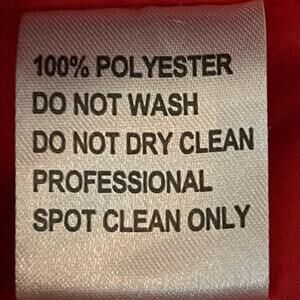 100% POLYESTER
DO NOT WASH
DO NOT DRY CLEAN
PROFESSIONAL
SPOT CLEAN ONLY